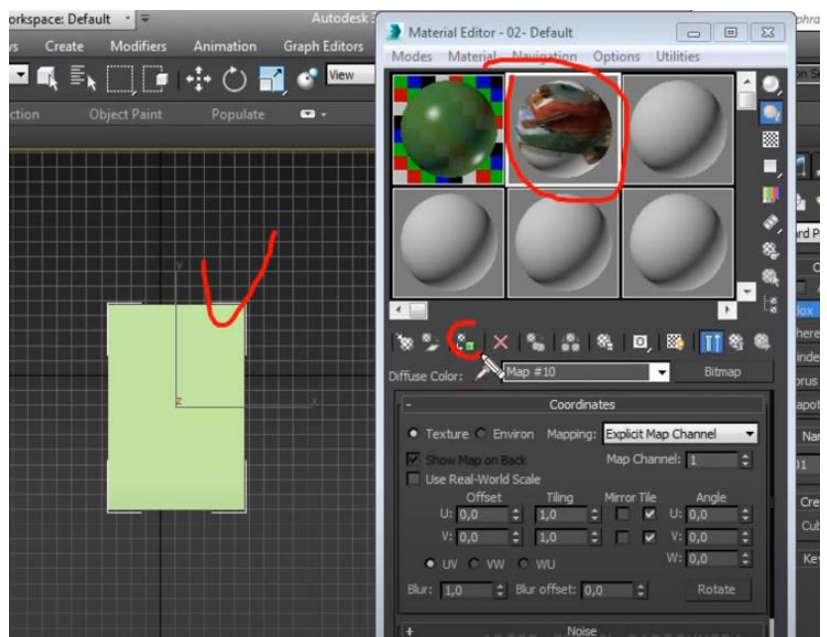 orkspace: Default
Autodesk 3
phra
Material Editor - 02- Default
Create Modifiers Animation Graph Editors
Modes Material Navigation Options Utilities
View
ction Object Paint Populate
y
z
x
Diffuse Color: Map #10 Bitmap
- Coordinates
Texture Environ Mapping: Explicit Map Channel
Show Map on Back Map Channel: 1
Use Real-World Scale
Offset Tiling Mirror Tile Angle
U: 0,0 1,0 U: 0,0
V: 0,0 1,0 V: 0,0
UV VW WU W: 0,0
Blur: 1,0 Blur offset: 0,0 Rotate
+ Noise